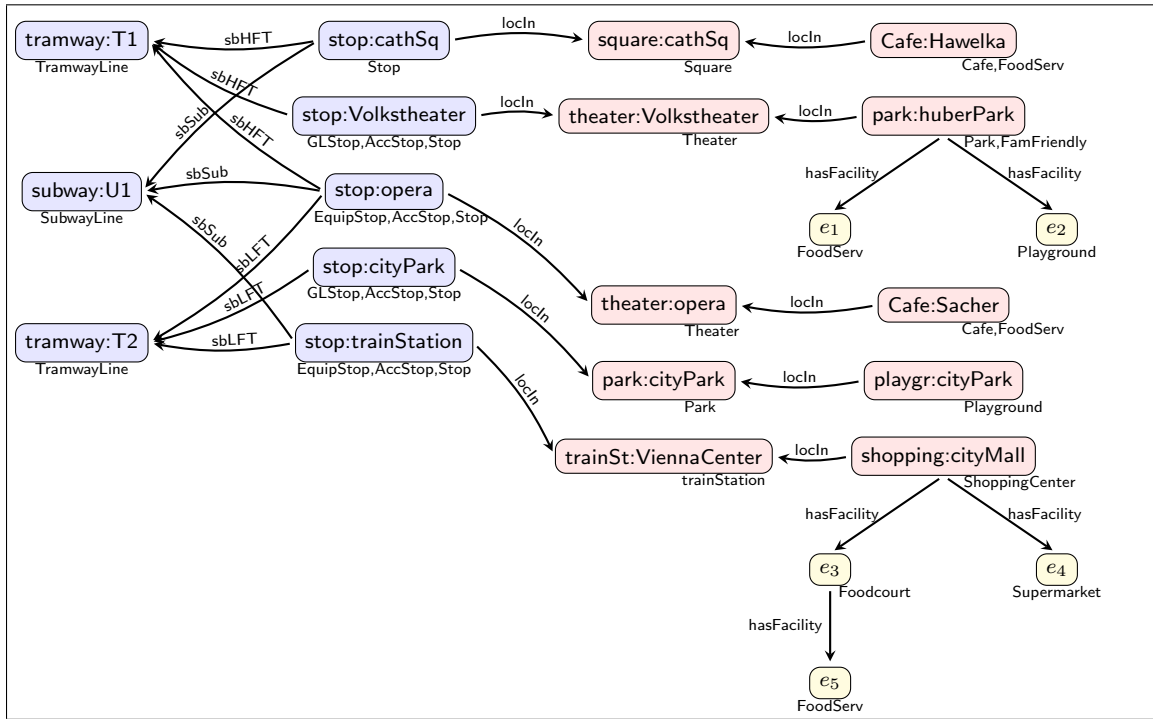 tramway:T1
TramwayLine
sbHFT
stop:cathSq
Stop
locIn
square:cathSq
Square
locIn
Cafe:Hawelka
Cafe,FoodServ
sbHFT
sbSub
sbHFT
stop:Volkstheater
GLStop,AccStop,Stop
locIn
theater:Volkstheater
Theater
locIn
park:huberPark
Park,FamFriendly
hasFacility
hasFacility
e1
FoodServ
e2
Playground
subway:U1
SubwayLine
sbSub
stop:opera
EquipStop,AccStop,Stop
locIn
sbSub
sbLFT
stop:cityPark
GLStop,AccStop,Stop
sbLFT
locIn
theater:opera
Theater
locIn
Cafe:Sacher
Cafe,FoodServ
tramway:T2
TramwayLine
sbLFT
stop:trainStation
EquipStop,AccStop,Stop
locIn
park:cityPark
Park
locIn
playgr:cityPark
Playground
trainSt:ViennaCenter
trainStation
locIn
shopping:cityMall
ShoppingCenter
hasFacility
hasFacility
e3
Foodcourt
e4
Supermarket
hasFacility
e5
FoodServ